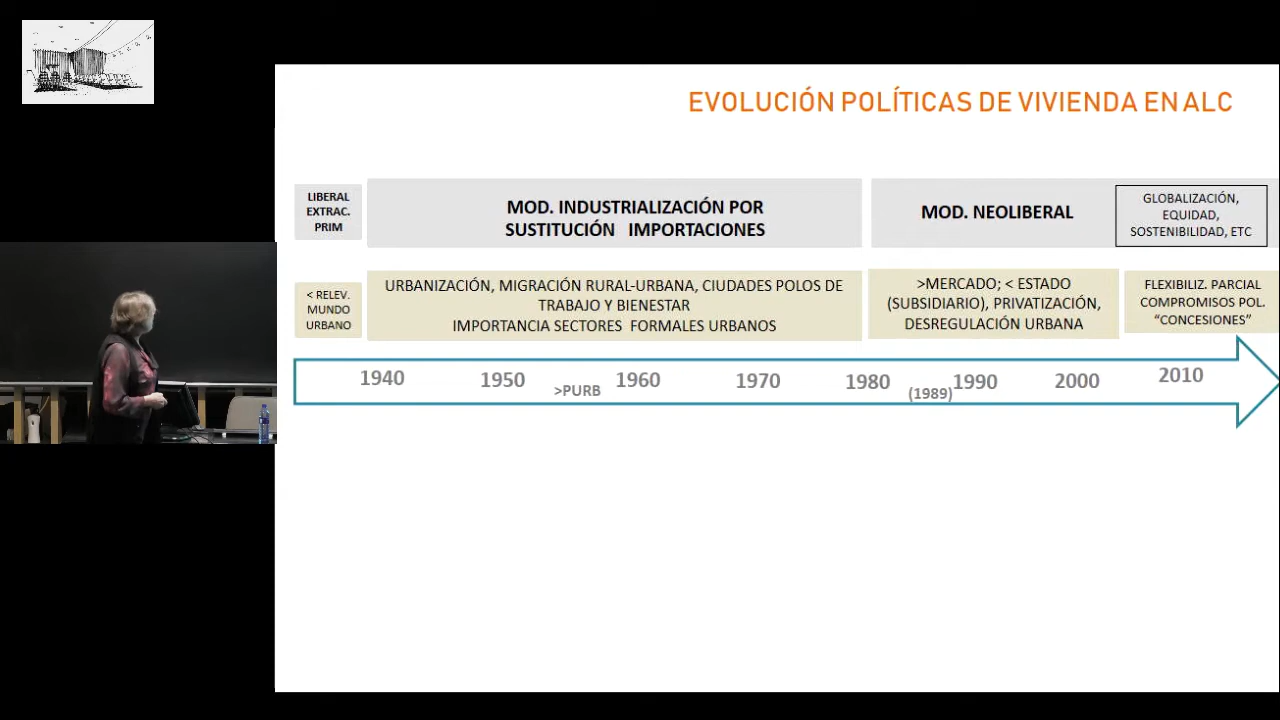 EVOLUCIÓN POLÍTICAS DE VIVIENDA EN ALC
LIBERAL
EXTRAC.
PRIM
MOD. INDUSTRIALIZACIÓN POR
SUSTITUCIÓN IMPORTACIONES
MOD. NEOLIBERAL
GLOBALIZACIÓN,
EQUIDAD,
SOSTENIBILIDAD, ETC
< RELEV.
MUNDO
URBANO
URBANIZACIÓN, MIGRACIÓN RURAL-URBANA, CIUDADES POLOS DE
TRABAJO Y BIENESTAR
IMPORTANCIA SECTORES FORMALES URBANOS
>MERCADO; < ESTADO
(SUBSIDIARIO), PRIVATIZACIÓN,
DESREGULACIÓN URBANA
FLEXIBILIZ. PARCIAL
COMPROMISOS POL.
“CONCESIONES”
1940 1950 >PURB 1960 1970 1980 (1989) 1990 2000 2010